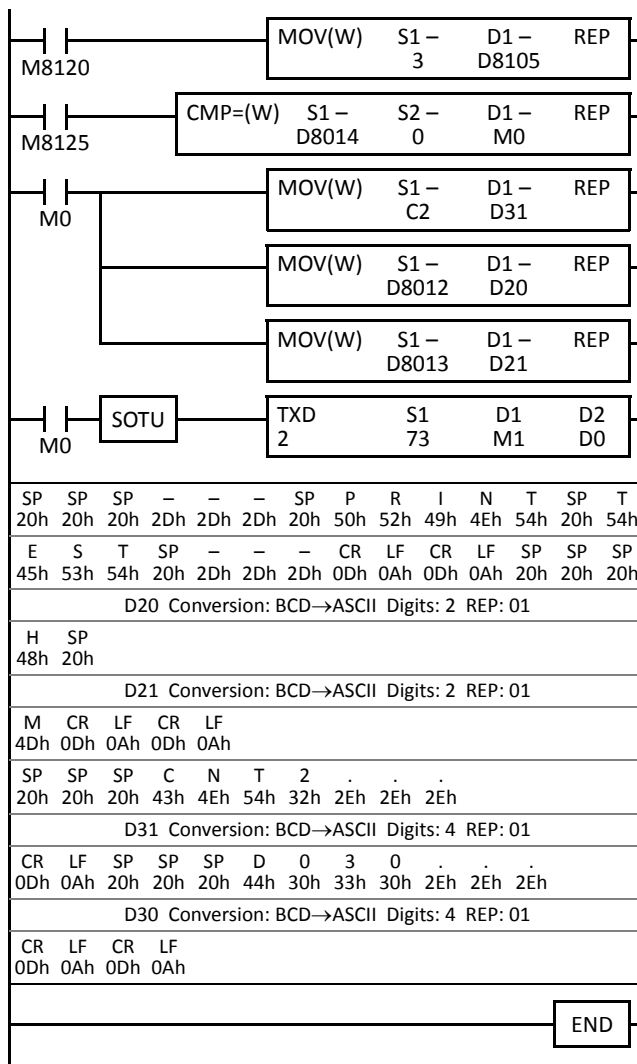 MOV(W) S1 – D1 – REP
M8120 3 D8105
CMP=(W) S1 – S2 – D1 – REP
M8125 D8014 0 M0
MOV(W) S1 – D1 – REP
M0 C2 D31
MOV(W) S1 – D1 – REP
D8012 D20
MOV(W) S1 – D1 – REP
D8013 D21
SOTU TXD S1 D1 D2
M0 2 73 M1 D0
SP SP SP – – – SP P R I N T SP T
20h 20h 20h 2Dh 2Dh 2Dh 20h 50h 52h 49h 4Eh 54h 20h 54h
E S T SP – – – CR LF CR LF SP SP SP
45h 53h 54h 20h 2Dh 2Dh 2Dh 0Dh 0Ah 0Dh 0Ah 20h 20h 20h
D20 Conversion: BCD→ASCII Digits: 2 REP: 01
H SP
48h 20h
D21 Conversion: BCD→ASCII Digits: 2 REP: 01
M CR LF CR LF
4Dh 0Dh 0Ah 0Dh 0Ah
SP SP SP C N T 2 . . .
20h 20h 20h 43h 4Eh 54h 32h 2Eh 2Eh 2Eh
D31 Conversion: BCD→ASCII Digits: 4 REP: 01
CR LF SP SP SP D 0 3 0 . . .
0Dh 0Ah 20h 20h 20h 44h 30h 33h 30h 2Eh 2Eh 2Eh
D30 Conversion: BCD→ASCII Digits: 4 REP: 01
CR LF CR LF
0Dh 0Ah 0Dh 0Ah
END